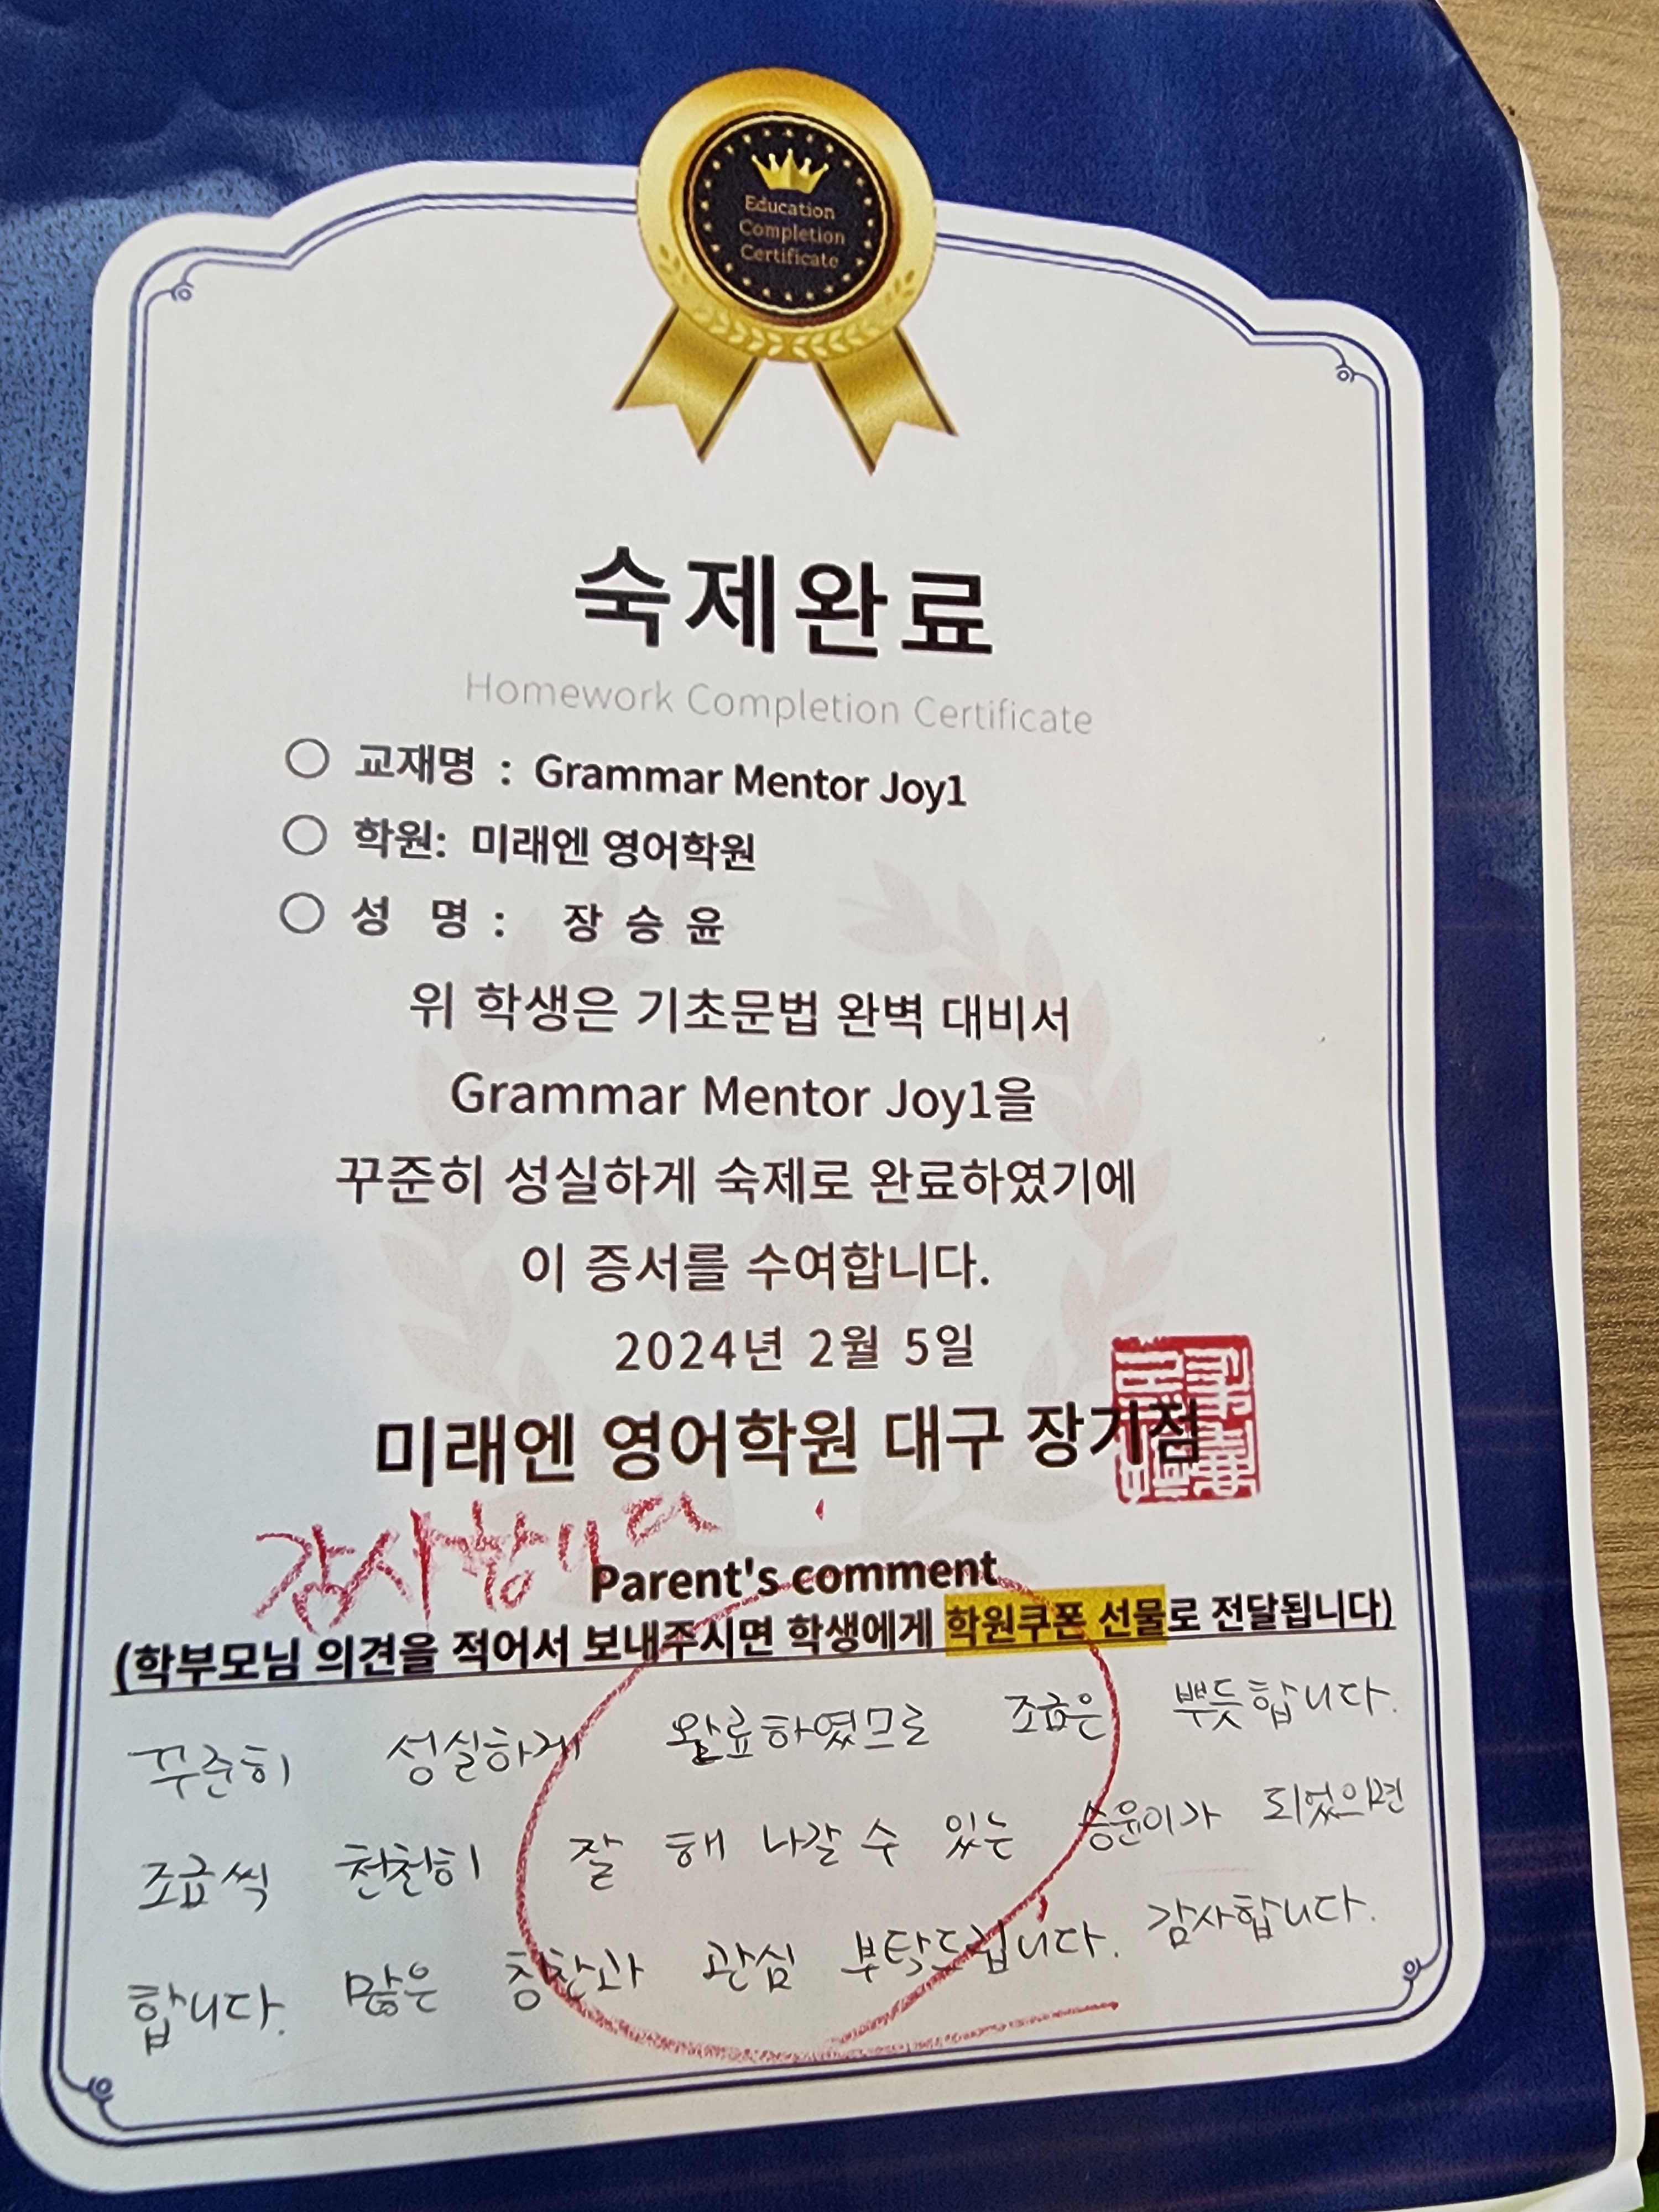 Education
Completion
Certificate
숙제완료
Homework Completion Certificate
○ 교재명 : Grammar Mentor Joy1
○ 학원: 미래엔 영어학원
○ 성 명 : 장 승 윤
위 학생은 기초문법 완벽 대비서
Grammar Mentor Joy1을
꾸준히 성실하게 숙제로 완료하였기에
이 증서를 수여합니다.
2024년 2월 5일
미래엔 영어학원 대구 장기점
감사합니다
Parent's comment
(학부모님 의견을 적어서 보내주시면 학생에게 학원쿠폰 선물로 전달됩니다)
꾸준히 성실하게 완료하였므로 조금은 뿌듯합니다.
조금씩 천천히 잘 해 나갈 수 있는 승윤이가 되었으면
합니다. 많은 칭찬과 관심 부탁드립니다. 감사합니다.